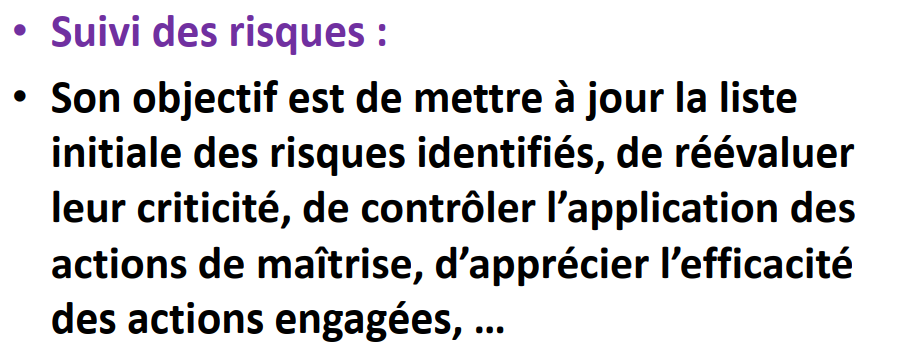 • Suivi des risques :
• Son objectif est de mettre à jour la liste
initiale des risques identifiés, de réévaluer
leur criticité, de contrôler l’application des
actions de maîtrise, d’apprécier l’efficacité
des actions engagées, …